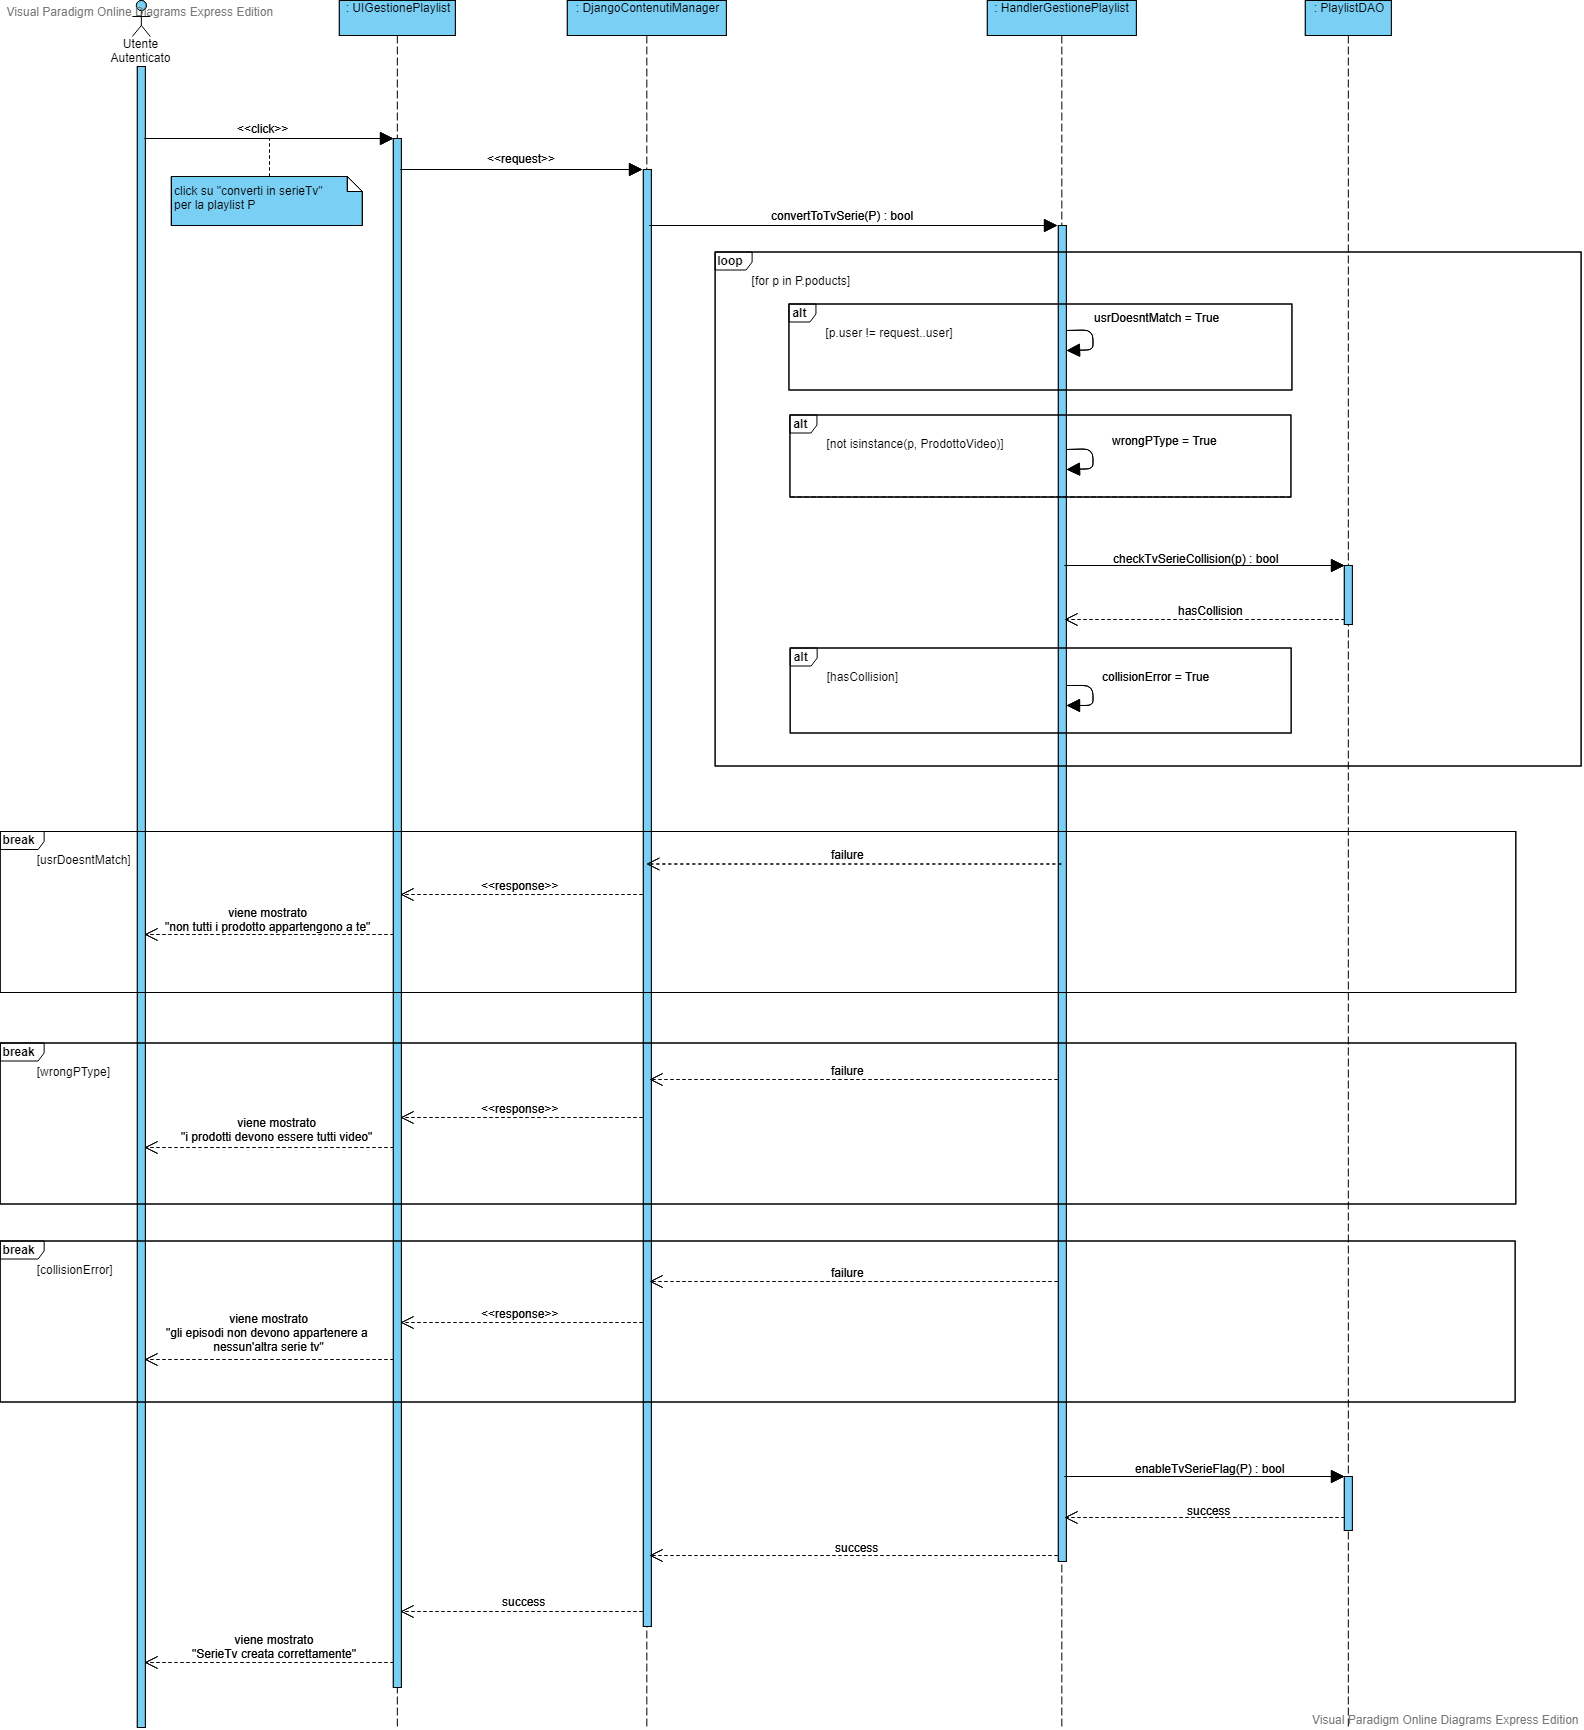 Visual Paradigm Online Diagrams Express Edition
Utente
Autenticato
: UIGestionePlaylist
: DjangoContenutiManager
: HandlerGestionePlaylist
: PlaylistDAO
<<click>>
click su "converti in serieTv"
per la playlist P
<<request>>
convertToTvSerie(P) : bool
loop
[for p in P.poducts]
alt
[p.user != request..user]
usrDoesntMatch = True
alt
[not isinstance(p, ProdottoVideo)]
wrongPType = True
checkTvSerieCollision(p) : bool
hasCollision
alt
[hasCollision]
collisionError = True
break
[usrDoesntMatch]
failure
<<response>>
viene mostrato
"non tutti i prodotto appartengono a te"
break
[wrongPType]
failure
<<response>>
viene mostrato
"i prodotti devono essere tutti video"
break
[collisionError]
failure
<<response>>
viene mostrato
"gli episodi non devono appartenere a
nessun'altra serie tv"
enableTvSerieFlag(P) : bool
success
success
success
viene mostrato
"SerieTv creata correttamente"
Visual Paradigm Online Diagrams Express Edition